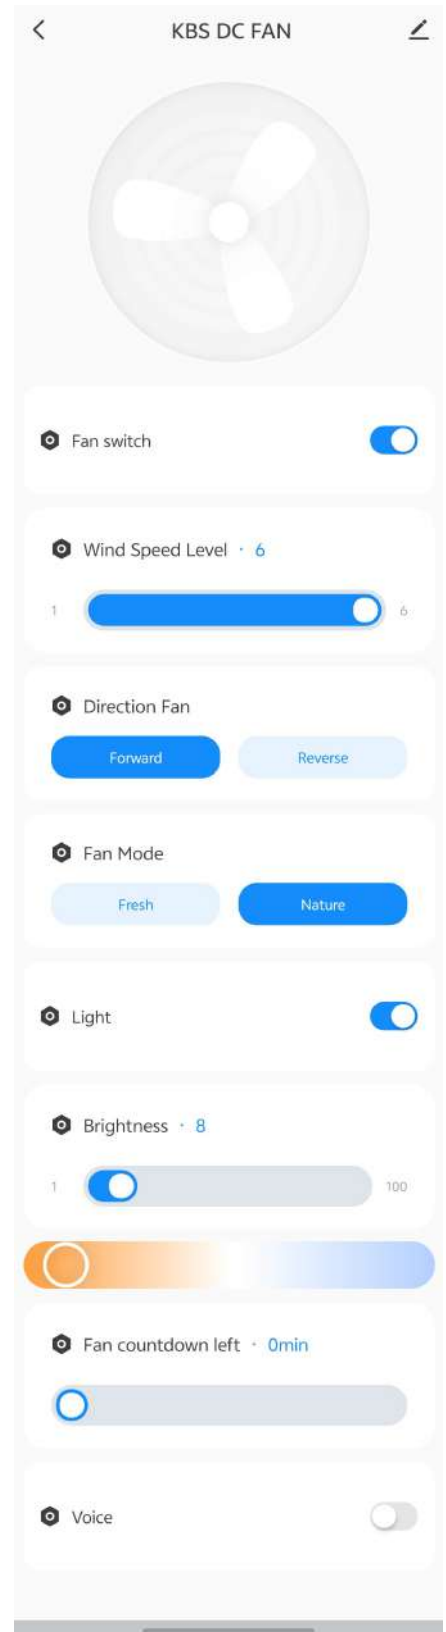 KBS DC FAN
Fan switch
Wind Speed Level · 6
1 6
Direction Fan
Forward Reverse
Fan Mode
Fresh Nature
Light
Brightness · 8
1 100
Fan countdown left · 0min
Voice